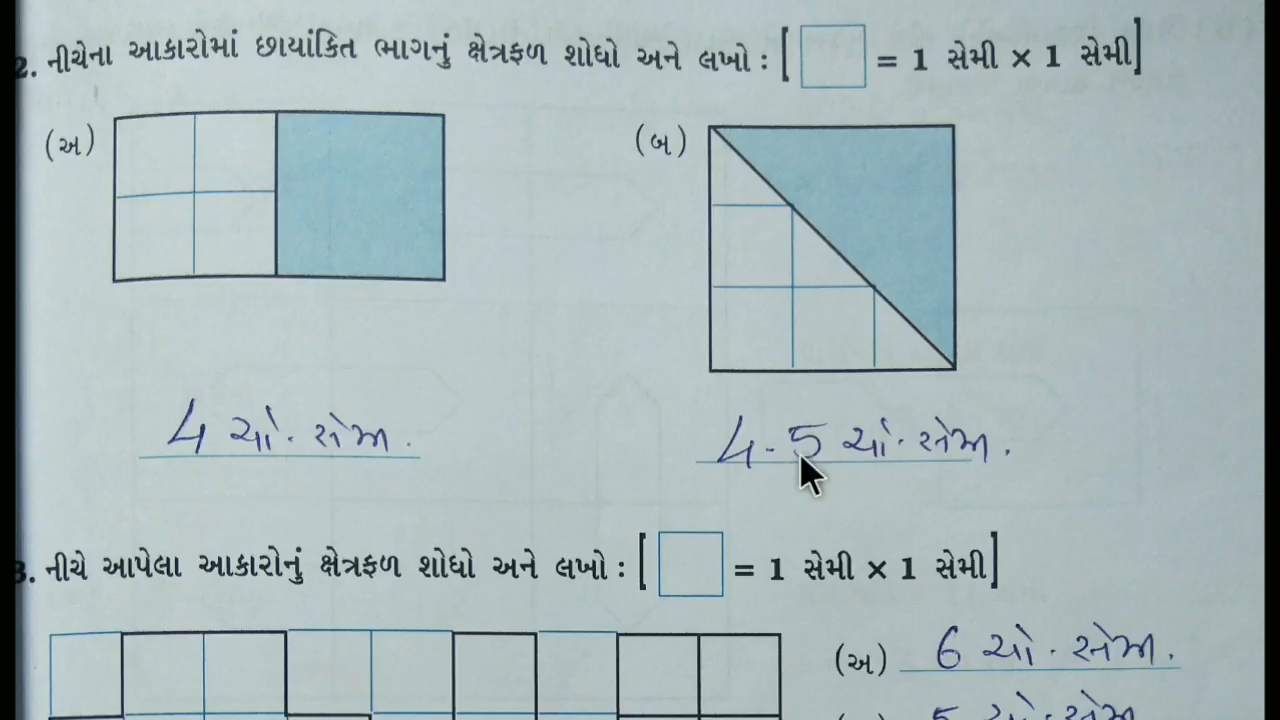 2. નીચેના આકારોમાં છાયાંકિત ભાગનું ક્ષેત્રફળ શોધો અને લખો : [ = 1 સેમી × 1 સેમી]
(અ) (બ)
4 ચો. સેમી. 4.5 ચો. સેમી.
3. નીચે આપેલા આકારોનું ક્ષેત્રફળ શોધો અને લખો : [ = 1 સેમી × 1 સેમી]
(અ) 6 ચો. સેમી.
5 ચો. સેમી